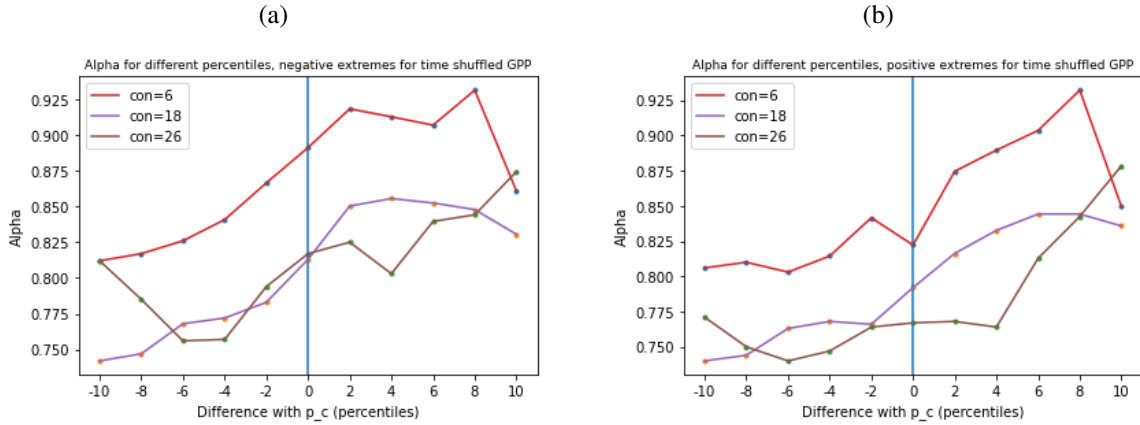 (a)
Alpha for different percentiles, negative extremes for time shuffled GPP
con=6
con=18
con=26
0.925
0.900
0.875
0.850
0.825
0.800
0.775
0.750
Alpha
-10 -8 -6 -4 -2 0 2 4 6 8 10
Difference with p_c (percentiles)
(b)
Alpha for different percentiles, positive extremes for time shuffled GPP
con=6
con=18
con=26
0.925
0.900
0.875
0.850
0.825
0.800
0.775
0.750
Alpha
-10 -8 -6 -4 -2 0 2 4 6 8 10
Difference with p_c (percentiles)